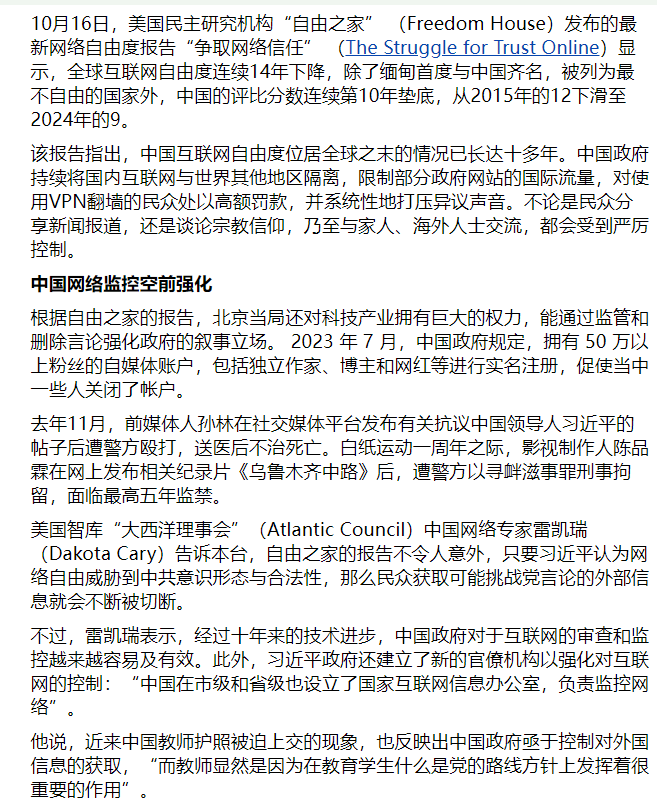 10月16日，美国民主研究机构“自由之家”（Freedom House）发布的最
新网络自由度报告“争取网络信任”（The Struggle for Trust Online）显
示，全球互联网自由度连续14年下降，除了缅甸首度与中国齐名，被列为最
不自由的国家外，中国的评比分数连续第10年垫底，从2015年的12下滑至
2024年的9。
该报告指出，中国互联网自由度位居全球之末的情况已长达十多年。中国政府
持续将国内互联网与世界其他地区隔离，限制部分政府网站的国际流量，对使
用VPN翻墙的民众处以高额罚款，并系统性地打压异议声音。不论是民众分
享新闻报道，还是谈论宗教信仰，乃至与家人、海外人士交流，都会受到严厉
控制。
中国网络监控空前强化
根据自由之家的报告，北京当局还对科技产业拥有巨大的权力，能通过监管和
删除言论强化政府的叙事立场。 2023 年 7 月，中国政府规定，拥有 50 万以
上粉丝的自媒体账户，包括独立作家、博主和网红等进行实名注册，促使当中
一些人关闭了帐户。
去年11月，前媒体人孙林在社交媒体平台发布有关抗议中国领导人习近平的
帖子后遭警方殴打，送医后不治死亡。白纸运动一周年之际，影视制作人陈品
霖在网上发布相关纪录片《乌鲁木齐中路》后，遭警方以寻衅滋事罪刑事拘
留，面临最高五年监禁。
美国智库“大西洋理事会”（Atlantic Council）中国网络专家雷凯瑞
（Dakota Cary）告诉本台，自由之家的报告不令人意外，只要习近平认为网
络自由威胁到中共意识形态与合法性，那么民众获取可能挑战党言论的外部信
息就会不断被切断。
不过，雷凯瑞表示，经过十年来的技术进步，中国政府对于互联网的审查和监
控越来越容易及有效。此外，习近平政府还建立了新的官僚机构以强化对互联
网的控制：“中国在市级和省级也设立了国家互联网信息办公室，负责监控网
络”。
他说，近来中国教师护照被迫上交的现象，也反映出中国政府亟于控制对外国
信息的获取，“而教师显然是因为在教育学生什么是党的路线方针上发挥着很
重要的作用”。